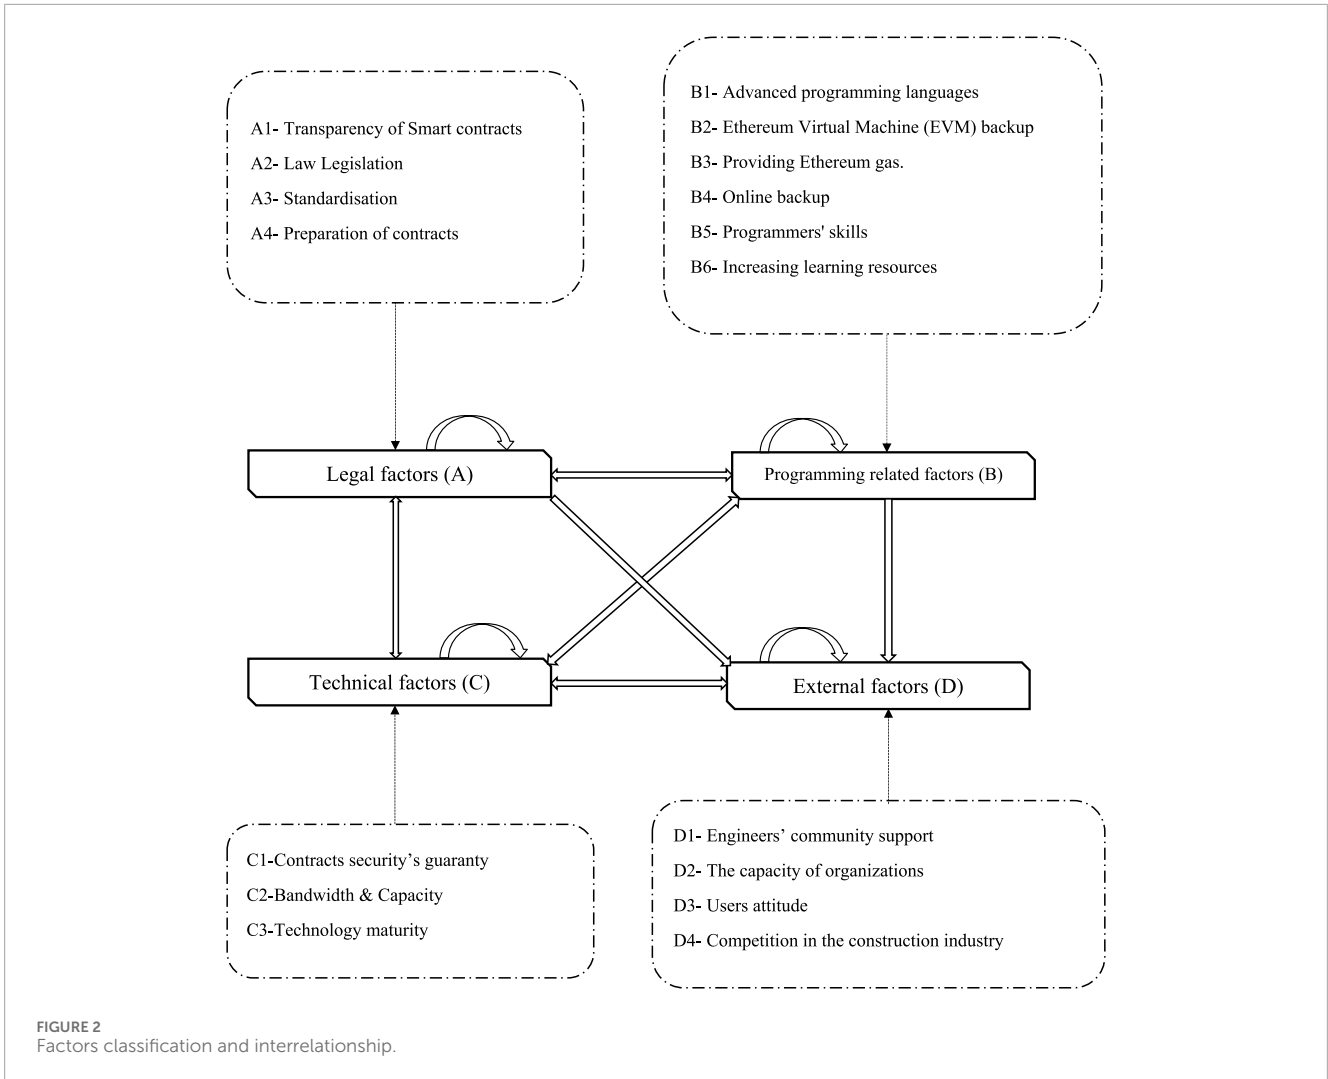 A1- Transparency of Smart contracts
A2- Law Legislation
A3- Standardisation
A4- Preparation of contracts
B1- Advanced programming languages
B2- Ethereum Virtual Machine (EVM) backup
B3- Providing Ethereum gas.
B4- Online backup
B5- Programmers' skills
B6- Increasing learning resources
Legal factors (A)
Programming related factors (B)
Technical factors (C)
External factors (D)
C1-Contracts security’s guaranty
C2-Bandwidth & Capacity
C3-Technology maturity
D1- Engineers’ community support
D2- The capacity of organizations
D3- Users attitude
D4- Competition in the construction industry
FIGURE 2
Factors classification and interrelationship.